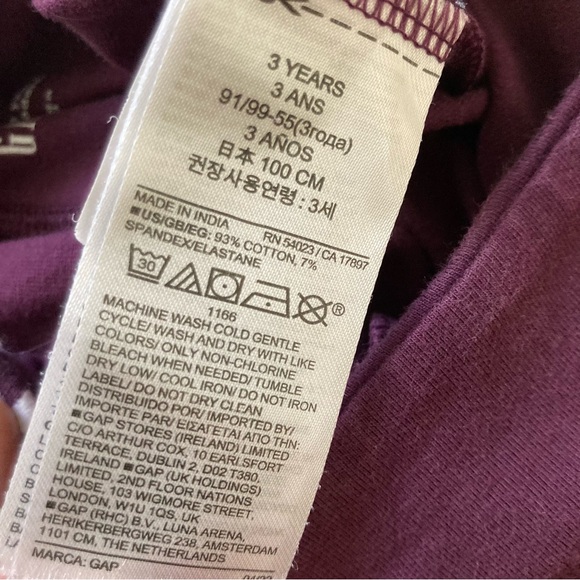 3 YEARS
3 ANS
91/99-55(3года)
3 AÑOS
日本 100 CM
권장사용연령 : 3세
MADE IN INDIA RN 54023 / CA 17897
■US/GB/EG: 93% COTTON, 7%
SPANDEX/ELASTANE
30
1166
MACHINE WASH COLD GENTLE
CYCLE/ WASH AND DRY WITH LIKE
COLORS/ ONLY NON-CHLORINE
BLEACH WHEN NEEDED/ TUMBLE
DRY LOW/ COOL IRON/ DO NOT IRON
LABEL/ DO NOT DRY CLEAN
DISTRIBUIDO POR/ IMPORTED BY/
IMPORTE PAR/ ΕΙΣΑΓΕΤΑΙ ΑΠΟ ΤΗΝ:
■GAP STORES (IRELAND) LIMITED
C/O ARTHUR COX, 10 EARLSFORT
TERRACE, DUBLIN 2, D02 T380,
IRELAND ■GAP (UK HOLDINGS)
LIMITED, 2ND FLOOR NATIONS
HOUSE, 103 WIGMORE STREET,
LONDON, W1U 1QS, UK
■GAP (RHC) B.V., LUNA ARENA,
HERIKERBERGWEG 238, AMSTERDAM
1101 CM, THE NETHERLANDS
MARCA: GAP